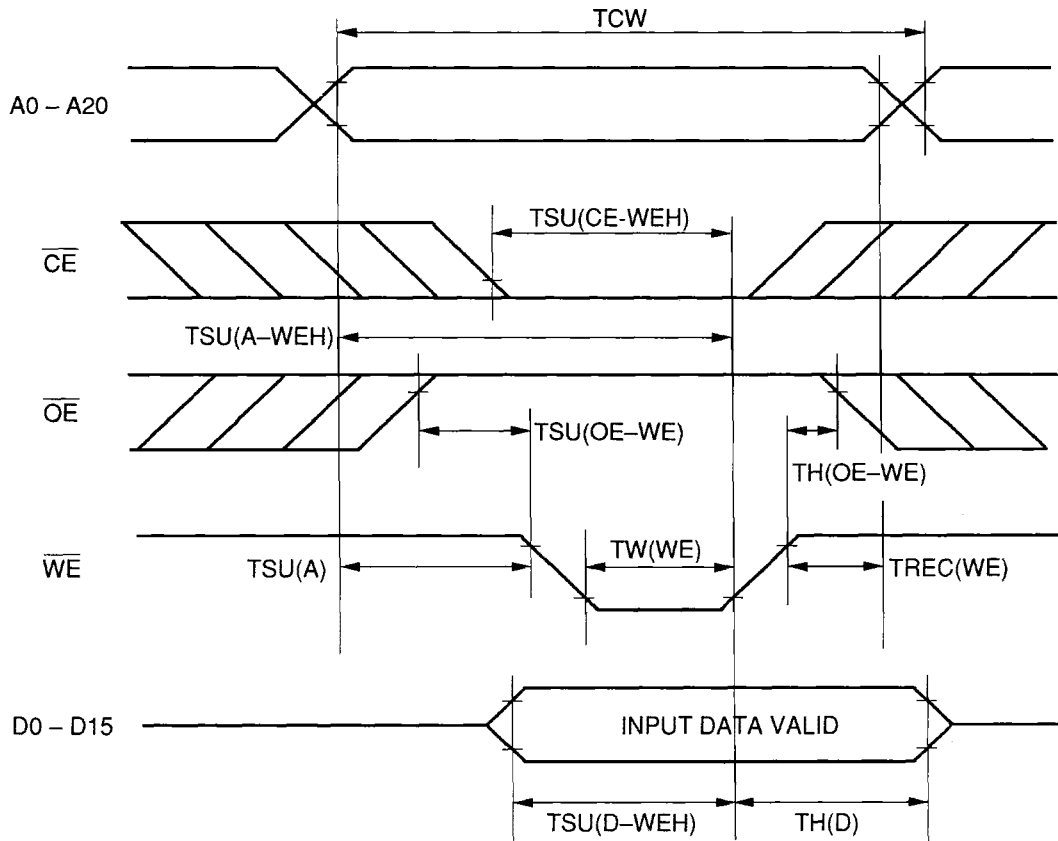 TCW
A0 – A20
TSU(CE-WEH)
CE
TSU(A–WEH)
OE
TSU(OE–WE)
TH(OE–WE)
WE
TW(WE)
TSU(A)
TREC(WE)
D0 – D15
INPUT DATA VALID
TSU(D–WEH)
TH(D)